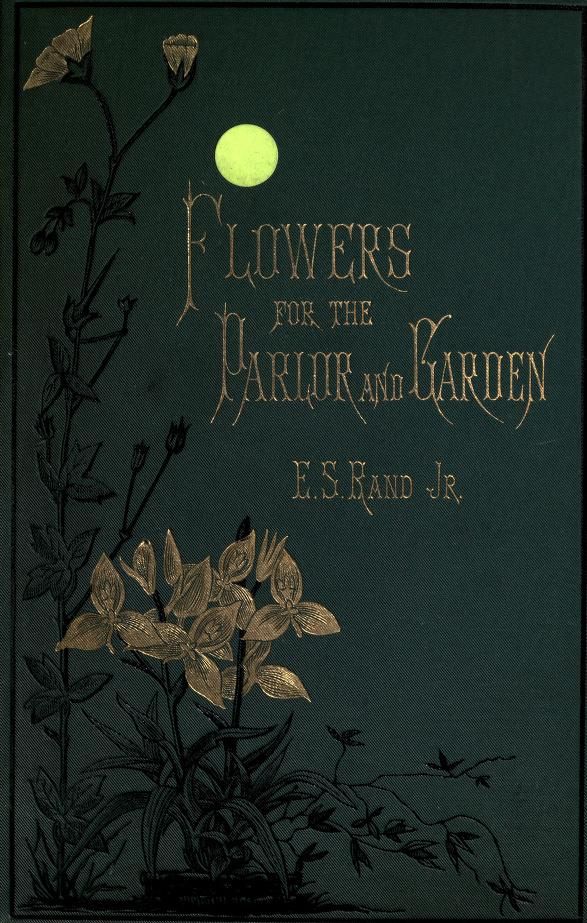 FLOWERS
FOR THE
PARLOR AND GARDEN
E. S. RAND JR.